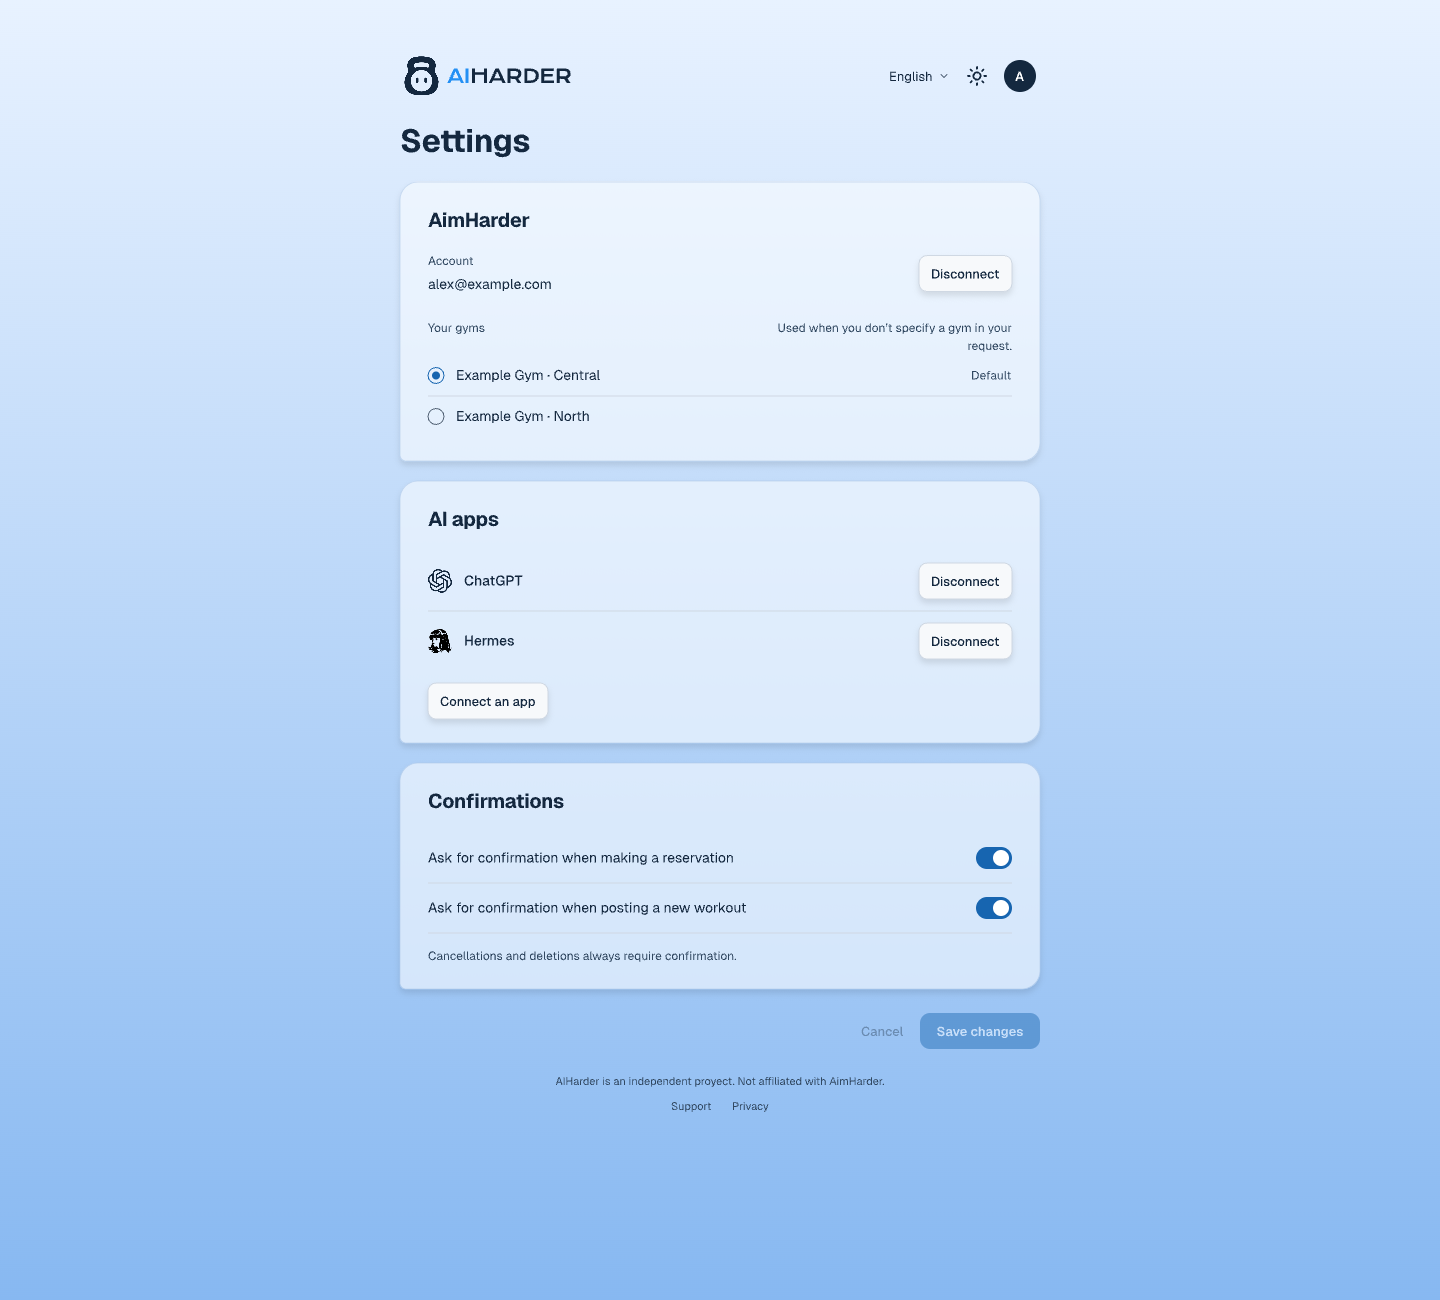 AIHARDER
English
A
Settings
AimHarder
Account
alex@example.com
Disconnect
Your gyms
Used when you don’t specify a gym in your
request.
Example Gym · Central
Default
Example Gym · North
AI apps
ChatGPT
Disconnect
Hermes
Disconnect
Connect an app
Confirmations
Ask for confirmation when making a reservation
Ask for confirmation when posting a new workout
Cancellations and deletions always require confirmation.
Cancel
Save changes
AIHarder is an independent proyect. Not affiliated with AimHarder.
Support
Privacy